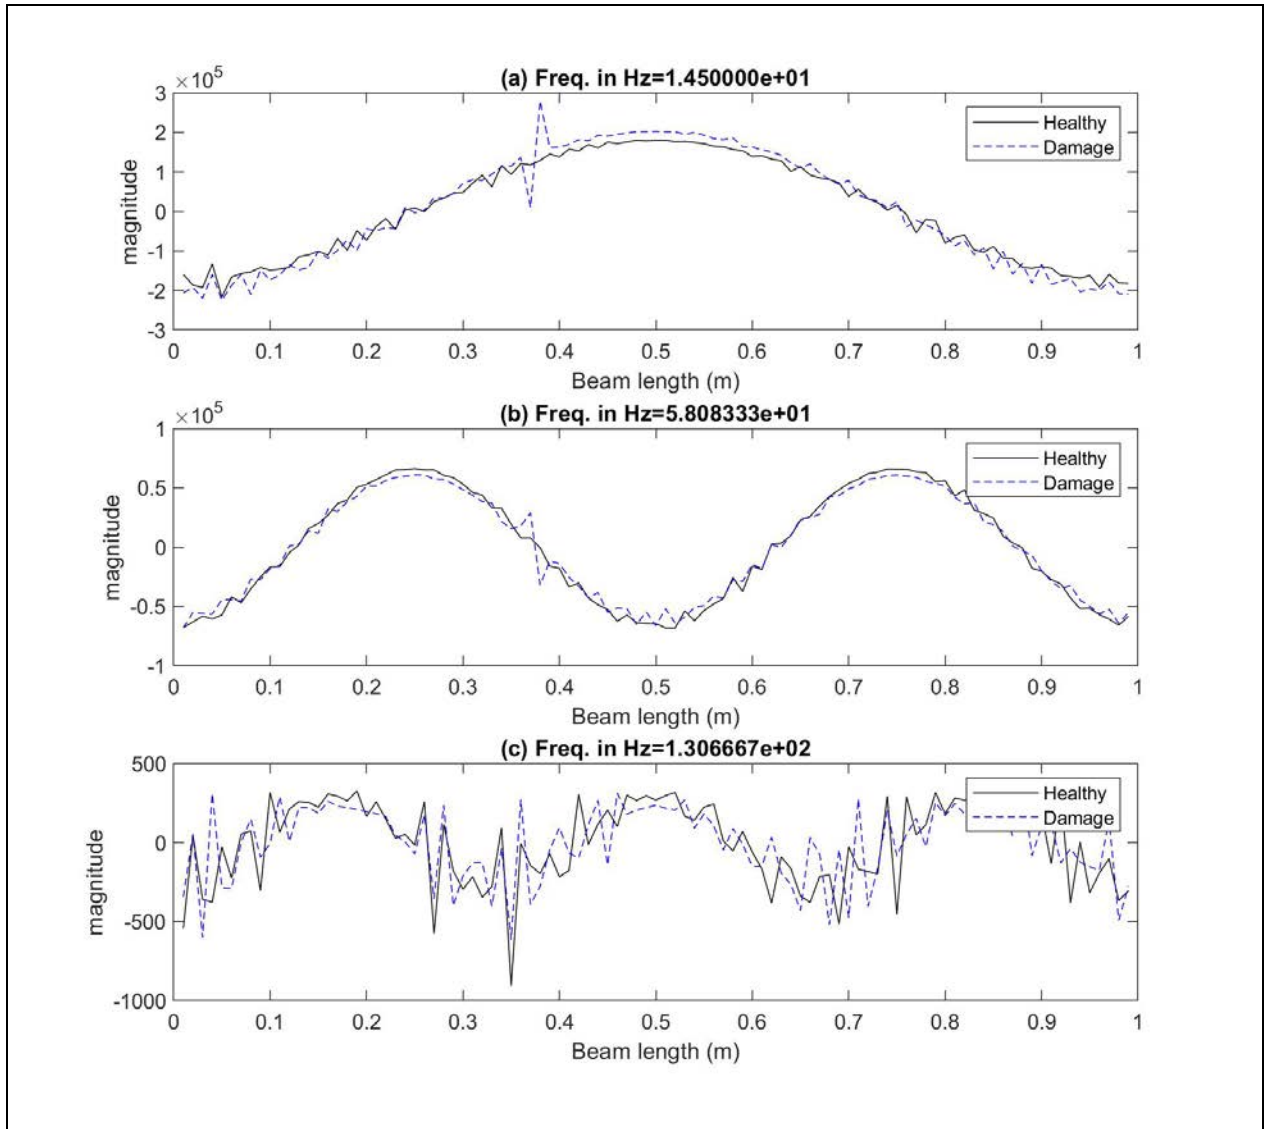 ×10^5
(a) Freq. in Hz=1.450000e+01
3
2
1
0
-1
-2
-3
magnitude
Healthy
Damage
0 0.1 0.2 0.3 0.4 0.5 0.6 0.7 0.8 0.9 1
Beam length (m)
×10^5
(b) Freq. in Hz=5.808333e+01
1
0.5
0
-0.5
-1
magnitude
Healthy
Damage
0 0.1 0.2 0.3 0.4 0.5 0.6 0.7 0.8 0.9 1
Beam length (m)
(c) Freq. in Hz=1.306667e+02
500
0
-500
-1000
magnitude
Healthy
Damage
0 0.1 0.2 0.3 0.4 0.5 0.6 0.7 0.8 0.9 1
Beam length (m)